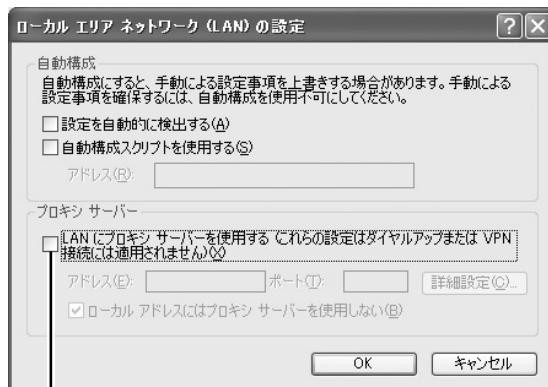 ローカル エリア ネットワーク (LAN) の設定
自動構成
自動構成にすると、手動による設定事項を上書きする場合があります。手動による
設定事項を確保するには、自動構成を使用不可にしてください。
設定を自動的に検出する(A)
自動構成スクリプトを使用する(S)
アドレス(R):
プロキシ サーバー
LAN にプロキシ サーバーを使用する (これらの設定はダイヤルアップまたは VPN
接続には適用されません)(X)
アドレス(E): ポート(T): 詳細設定(C)...
ローカル アドレスにはプロキシ サーバーを使用しない(B)
OK キャンセル